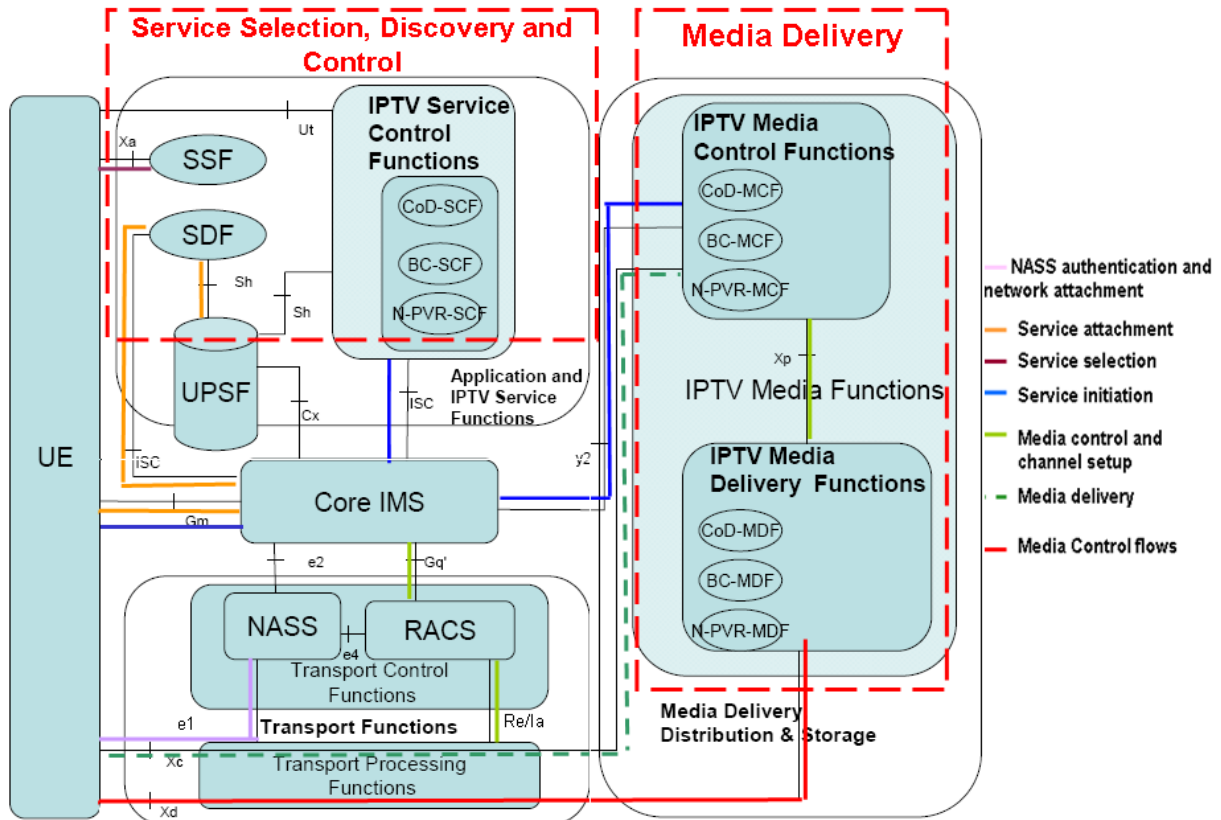 Service Selection, Discovery and
Control
Media Delivery
UE
Xa
Ut
SSF
SDF
Sh
Sh
UPSF
Cx
iSC
Gm
IPTV Service
Control
Functions
CoD-SCF
BC-SCF
N-PVR-SCF
ISC
Application and
IPTV Service
Functions
Core IMS
y2
e2
Gq'
NASS
RACS
e4
Transport Control
Functions
e1
Transport Functions
Re/Ia
Xc
Transport Processing
Functions
Xd
IPTV Media
Control Functions
CoD-MCF
BC-MCF
N-PVR-MCF
Xp
IPTV Media Functions
IPTV Media
Delivery Functions
CoD-MDF
BC-MDF
N-PVR-MDF
Media Delivery,
Distribution & Storage
NASS authentication and
network attachment
Service attachment
Service selection
Service initiation
Media control and
channel setup
Media delivery
Media Control flows